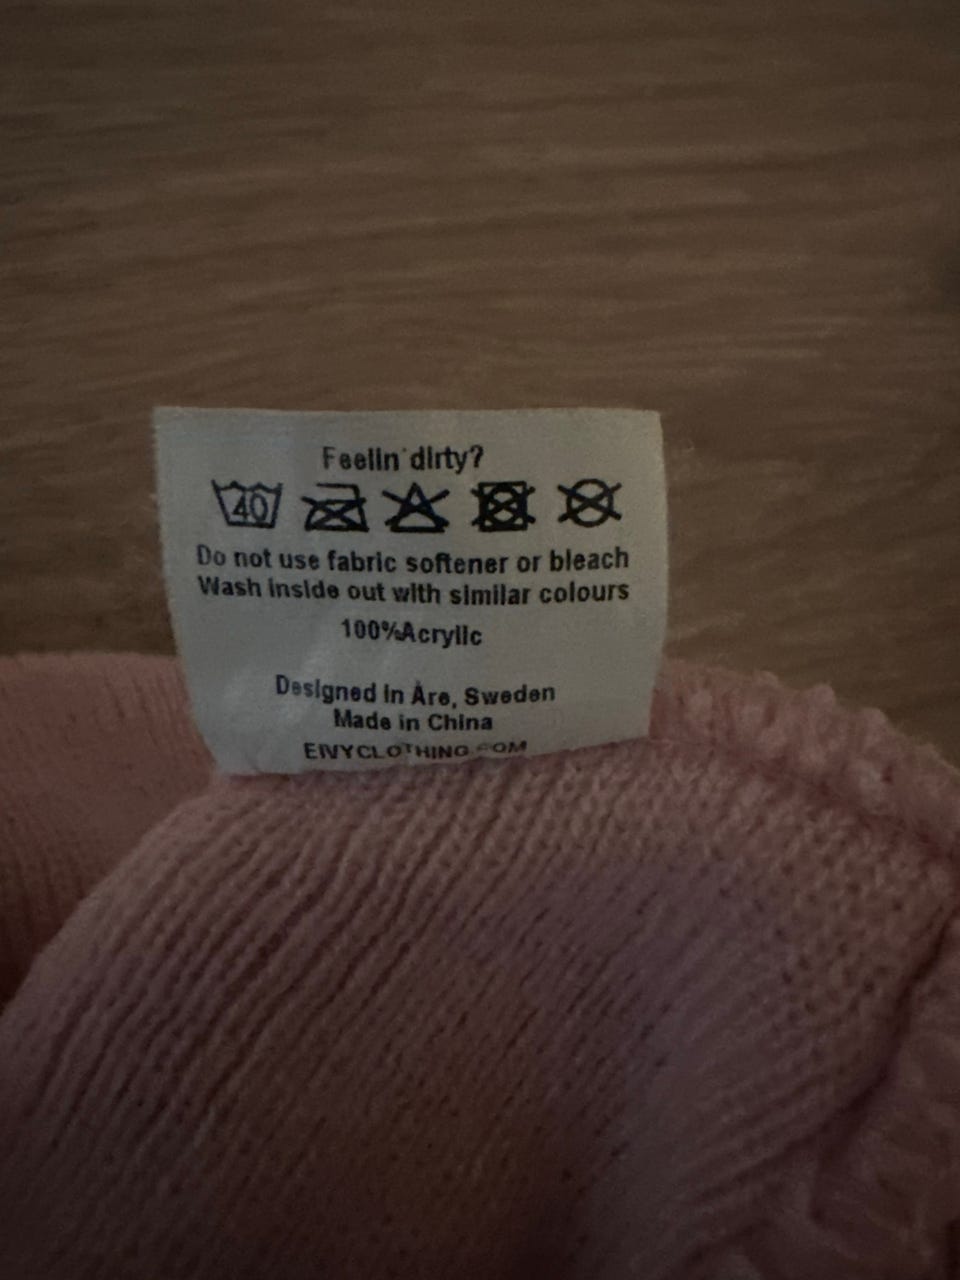 Feelin'dirty?
40
Do not use fabric softener or bleach
Wash inside out with similar colours
100%Acrylic
Designed in Åre, Sweden
Made in China
EIVYCLOTHING.COM